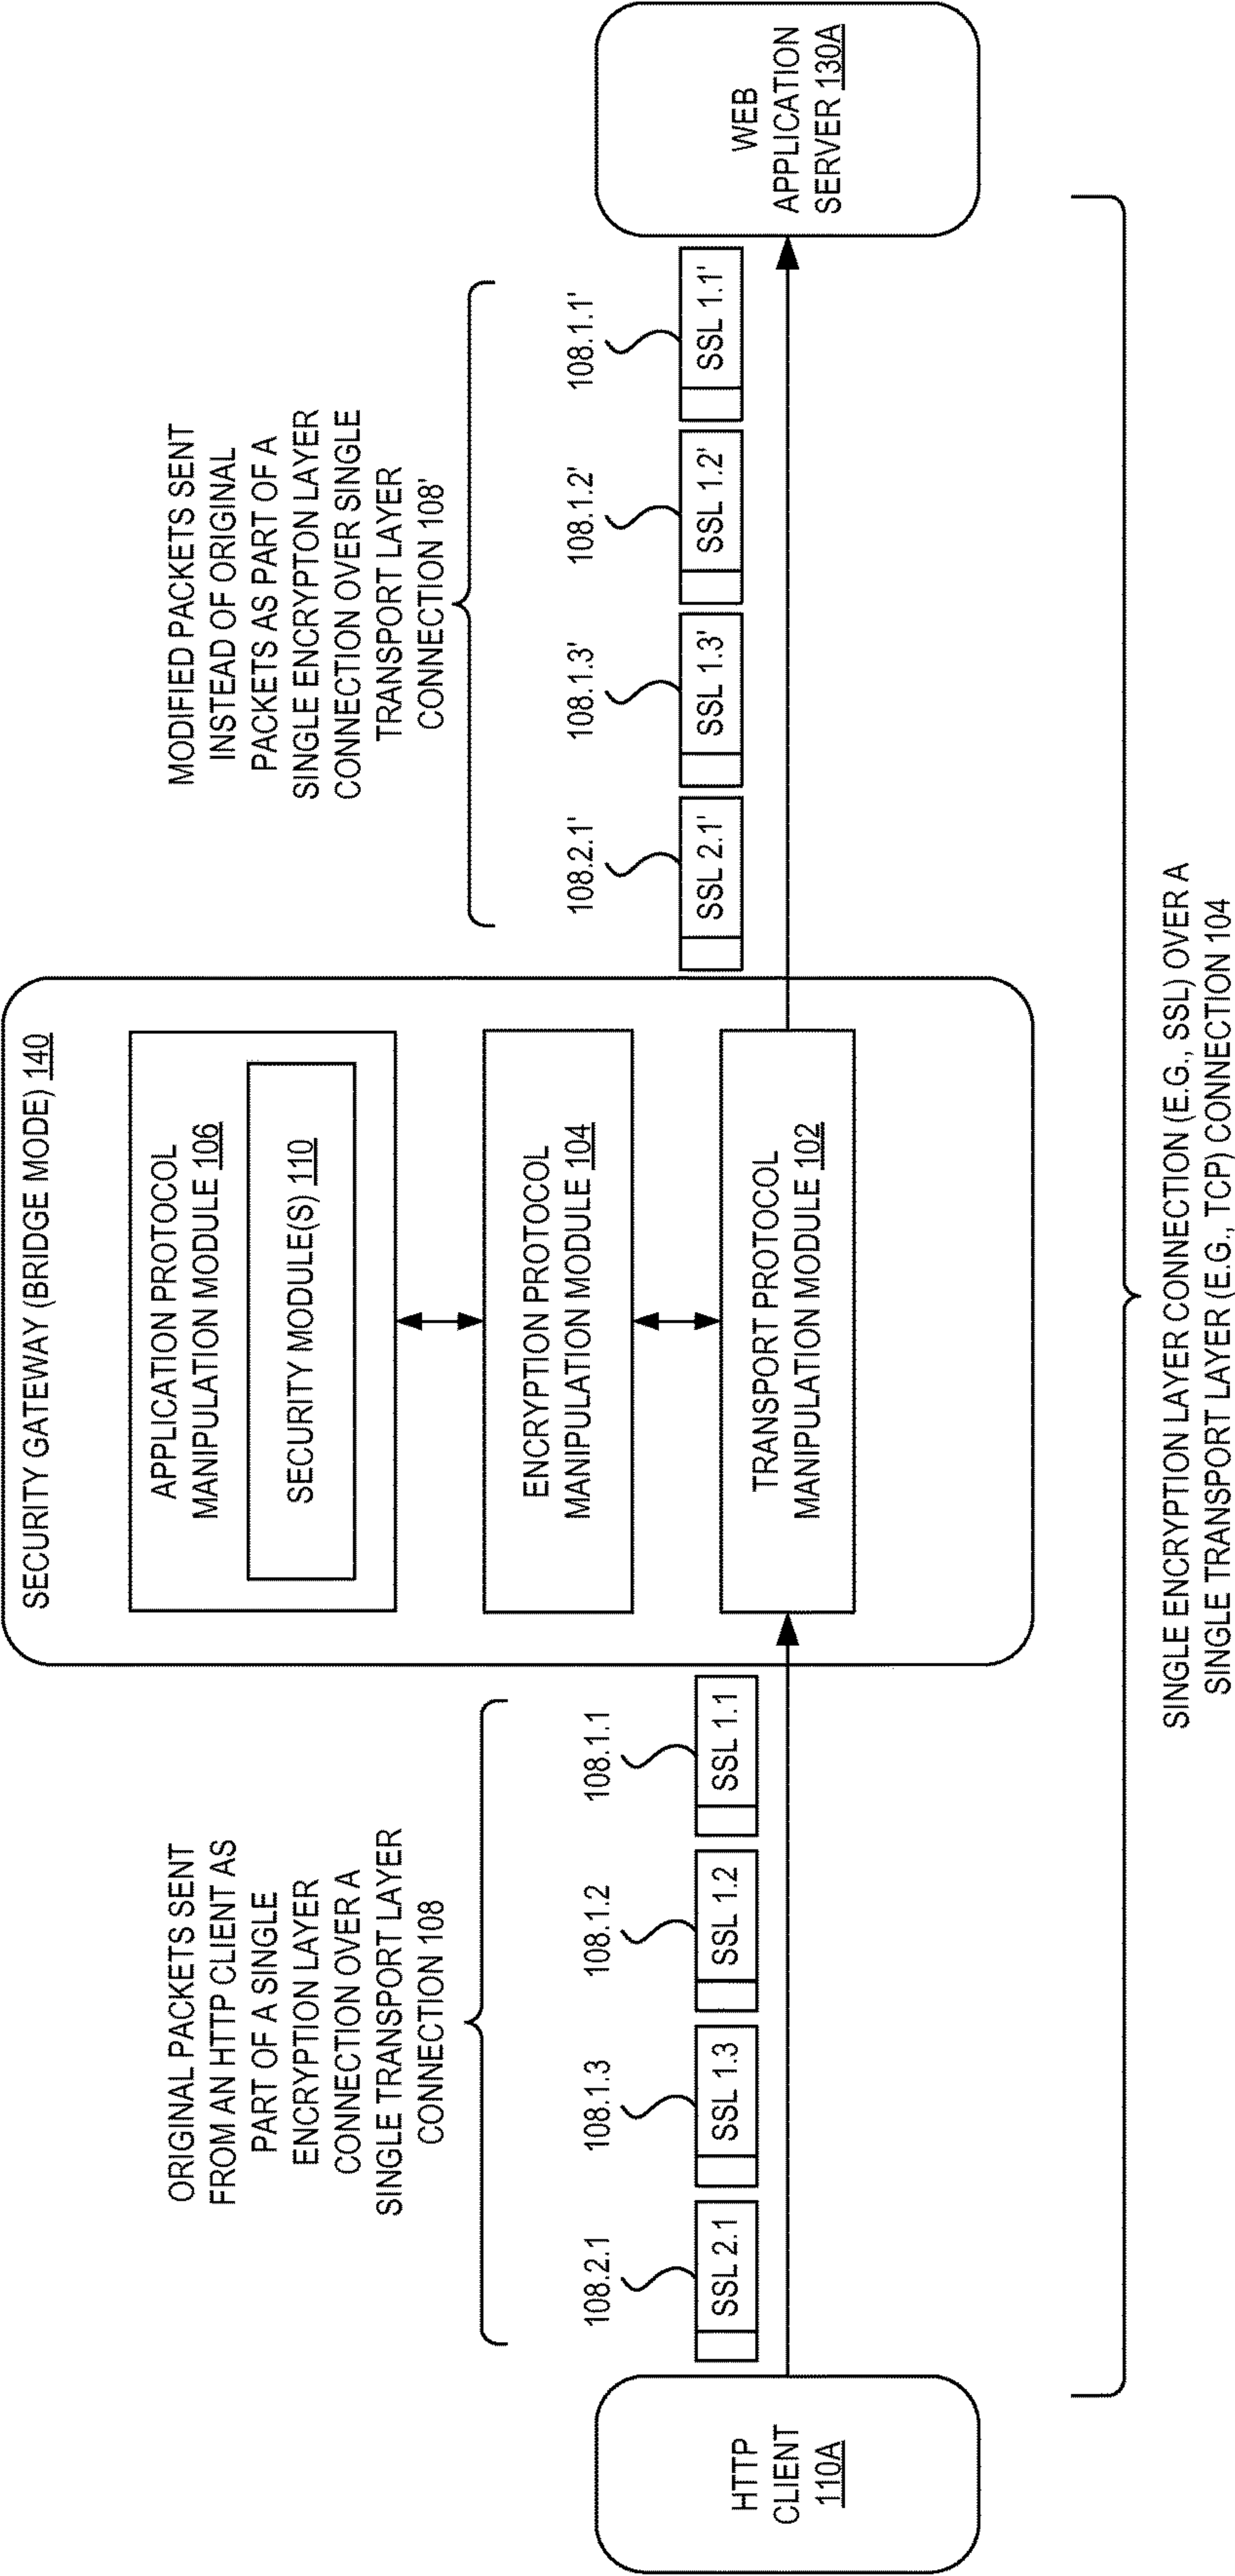 SECURITY GATEWAY (BRIDGE MODE) 140
APPLICATION PROTOCOL
MANIPULATION MODULE 106
SECURITY MODULE(S) 110
ENCRYPTION PROTOCOL
MANIPULATION MODULE 104
TRANSPORT PROTOCOL
MANIPULATION MODULE 102
ORIGINAL PACKETS SENT
FROM AN HTTP CLIENT AS
PART OF A SINGLE
ENCRYPTION LAYER
CONNECTION OVER A
SINGLE TRANSPORT LAYER
CONNECTION 108
108.2.1
108.1.3
108.1.2
108.1.1
SSL 2.1
SSL 1.3
SSL 1.2
SSL 1.1
MODIFIED PACKETS SENT
INSTEAD OF ORIGINAL
PACKETS AS PART OF A
SINGLE ENCRYPTON LAYER
CONNECTION OVER SINGLE
TRANSPORT LAYER
CONNECTION 108'
108.2.1'
108.1.3'
108.1.2'
108.1.1'
SSL 2.1'
SSL 1.3'
SSL 1.2'
SSL 1.1'
HTTP
CLIENT
110A
WEB
APPLICATION
SERVER 130A
SINGLE ENCRYPTION LAYER CONNECTION (E.G., SSL) OVER A
SINGLE TRANSPORT LAYER (E.G., TCP) CONNECTION 104